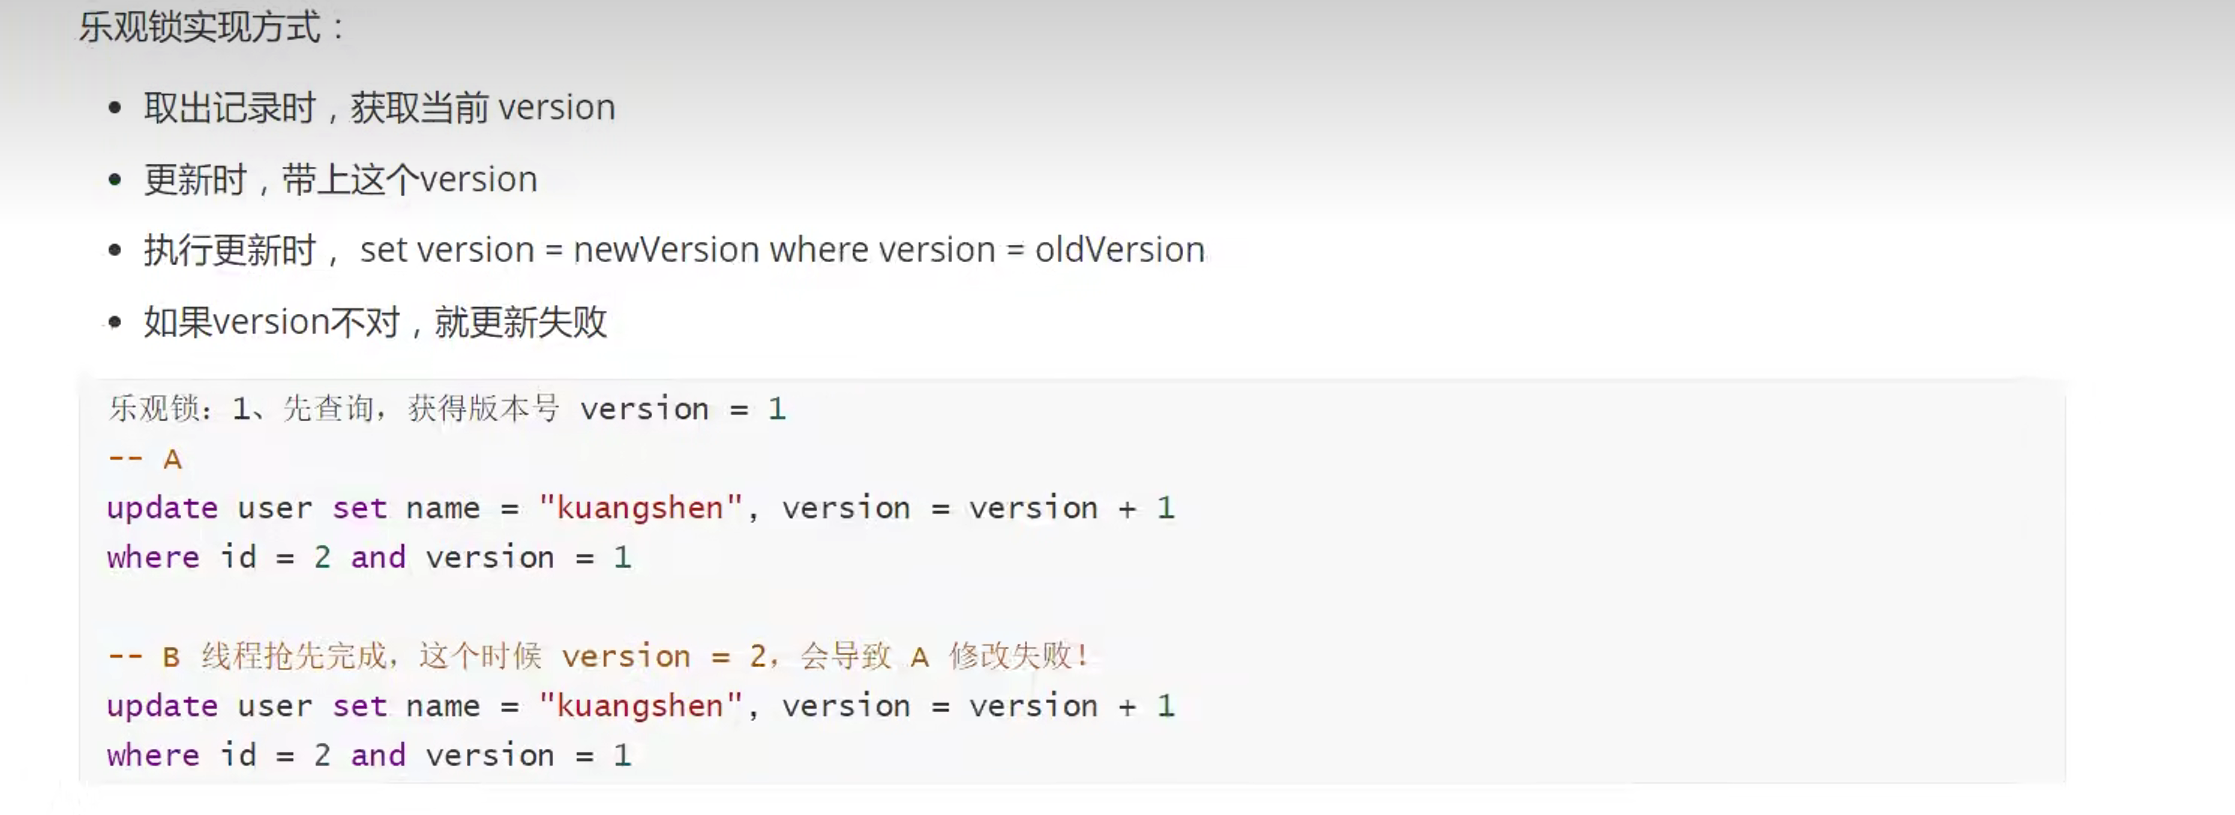 乐观锁实现方式：
• 取出记录时，获取当前 version
• 更新时，带上这个version
• 执行更新时， set version = newVersion where version = oldVersion
• 如果version不对，就更新失败
乐观锁：1、先查询，获得版本号 version = 1
-- A
update user set name = "kuangshen", version = version + 1
where id = 2 and version = 1
-- B 线程抢先完成，这个时候 version = 2，会导致 A 修改失败！
update user set name = "kuangshen", version = version + 1
where id = 2 and version = 1